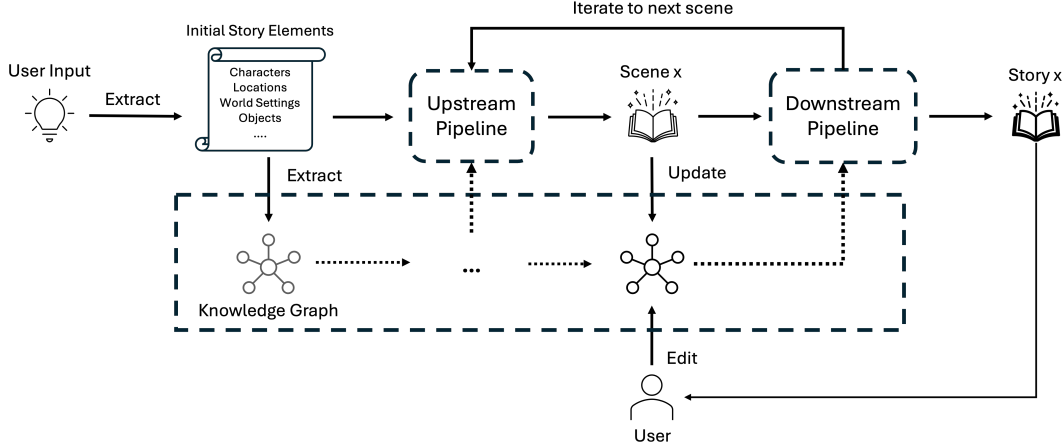 Iterate to next scene
Initial Story Elements
User Input
Extract
Characters
Locations
World Settings
Objects
....
Upstream
Pipeline
Scene x
Downstream
Pipeline
Story x
Extract
Update
...
Knowledge Graph
Edit
User